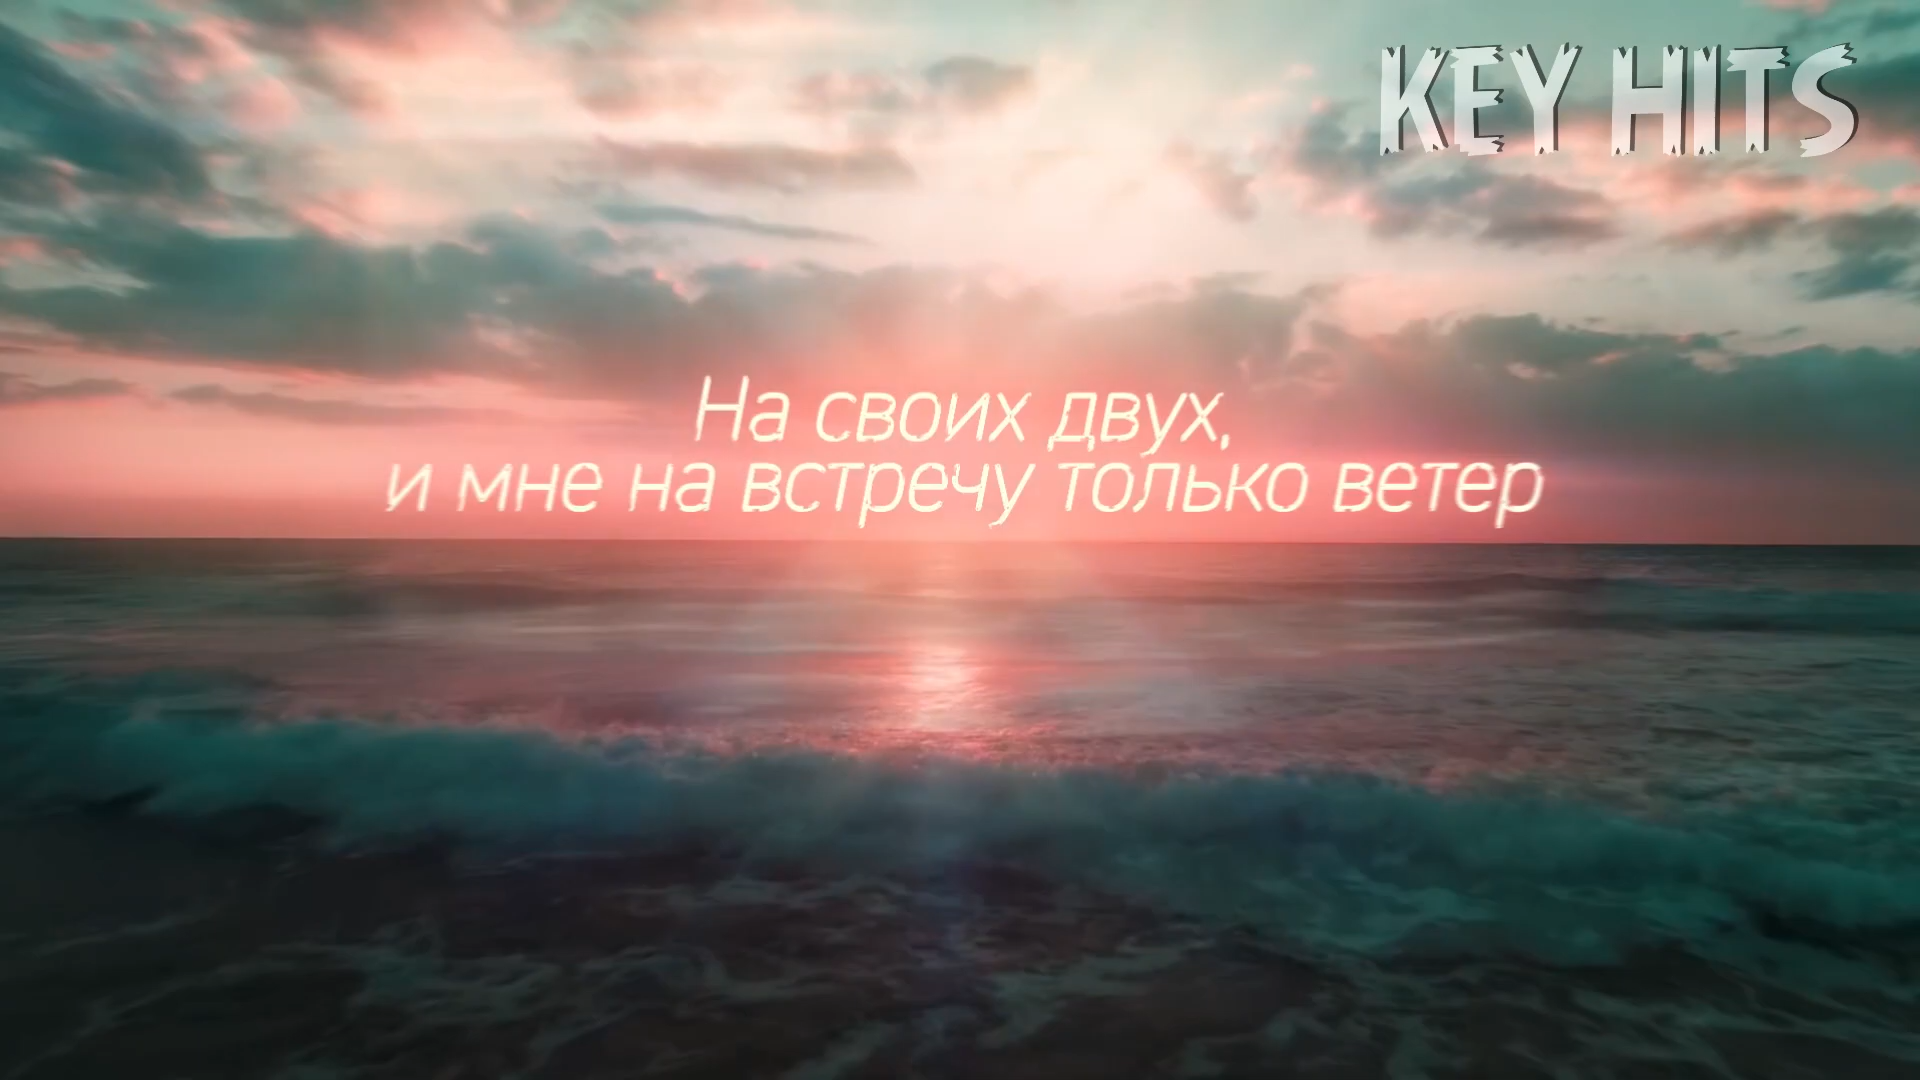 KEY HITS
На своих двух,
и мне на встречу только ветер